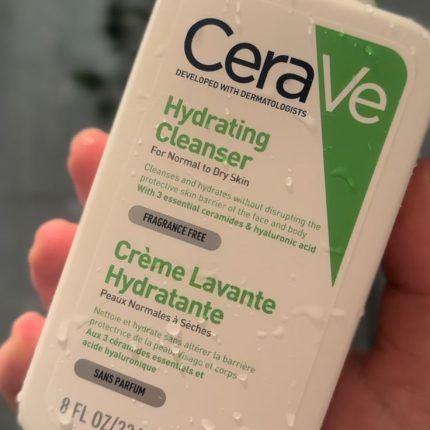 CeraVe
DEVELOPED WITH DERMATOLOGISTS
Hydrating
Cleanser
For Normal to Dry Skin
Cleanses and hydrates without disrupting the
protective skin barrier of the face and body
With 3 essential ceramides & hyaluronic acid
FRAGRANCE FREE
Crème Lavante
Hydratante
Peaux Normales à Sèches
Nettoie et hydrate sans altérer la barrière
protectrice de la peau visage et corps
Aux 3 céramides essentiels et
acide hyaluronique
SANS PARFUM
8 FL OZ/23